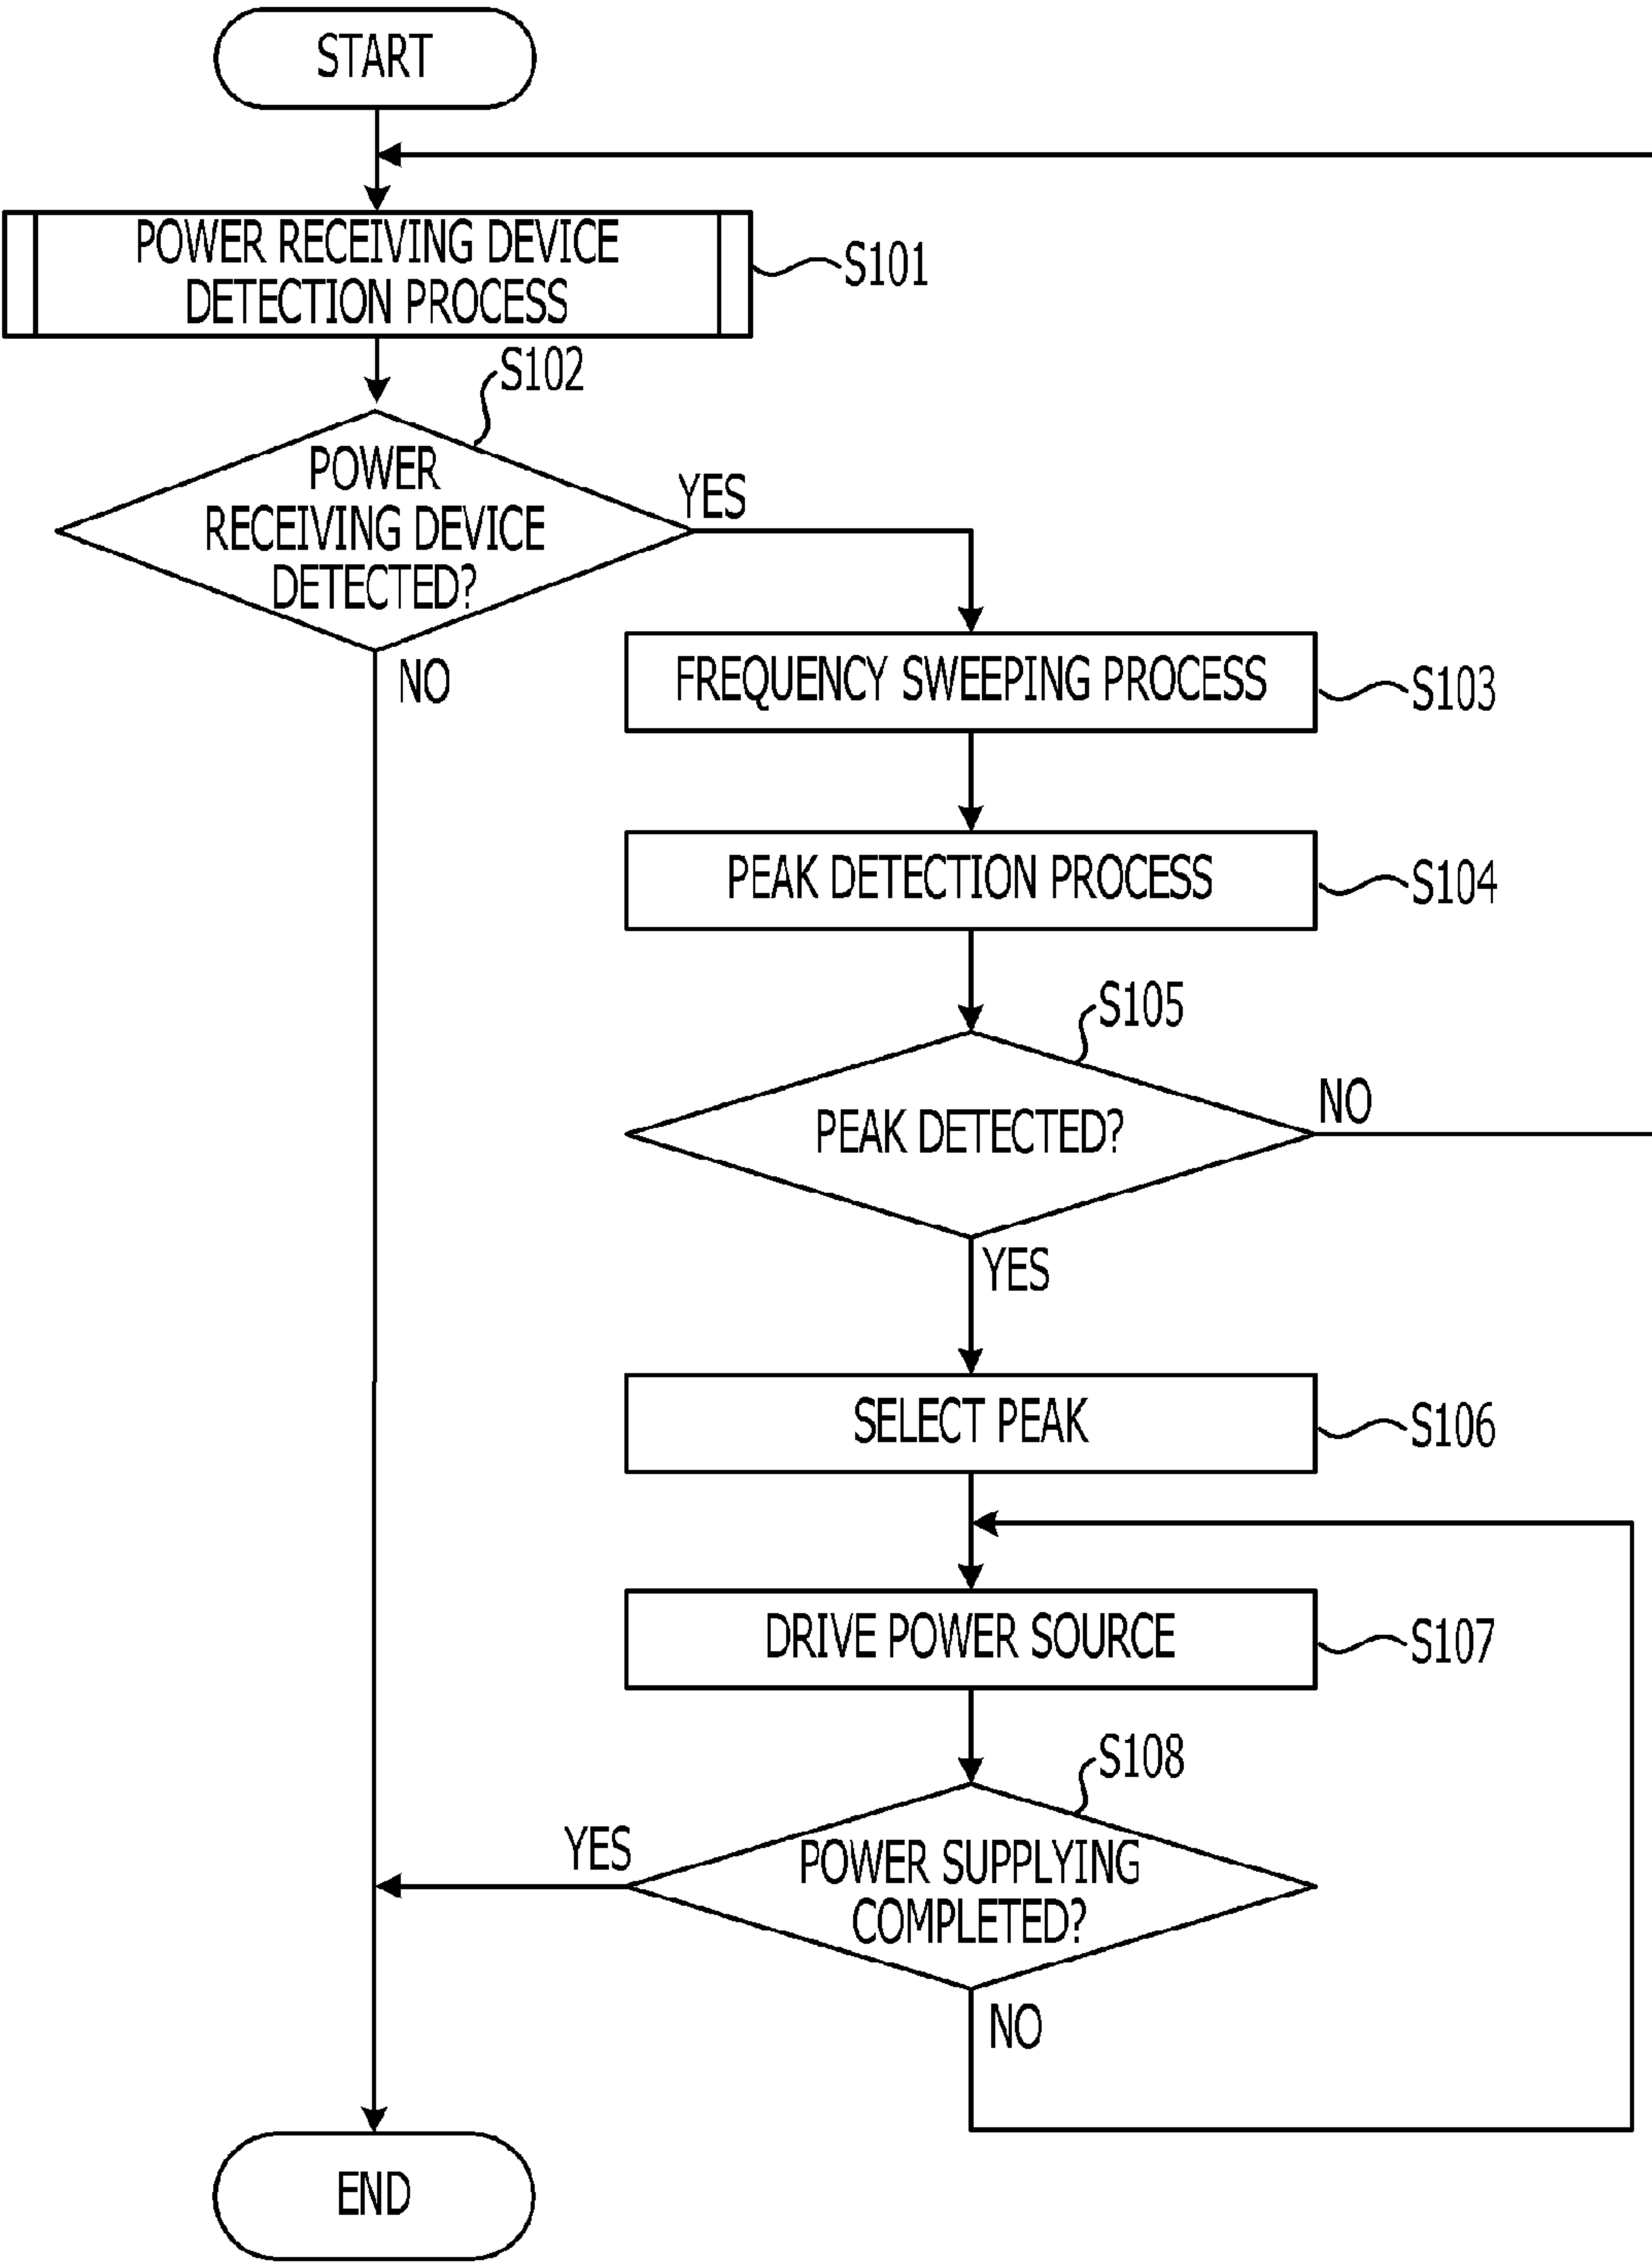 START
POWER RECEIVING DEVICE
DETECTION PROCESS
S101
S102
POWER
RECEIVING DEVICE
DETECTED?
YES
NO
FREQUENCY SWEEPING PROCESS
S103
PEAK DETECTION PROCESS
S104
S105
PEAK DETECTED?
NO
YES
SELECT PEAK
S106
DRIVE POWER SOURCE
S107
S108
YES
POWER SUPPLYING
COMPLETED?
NO
END